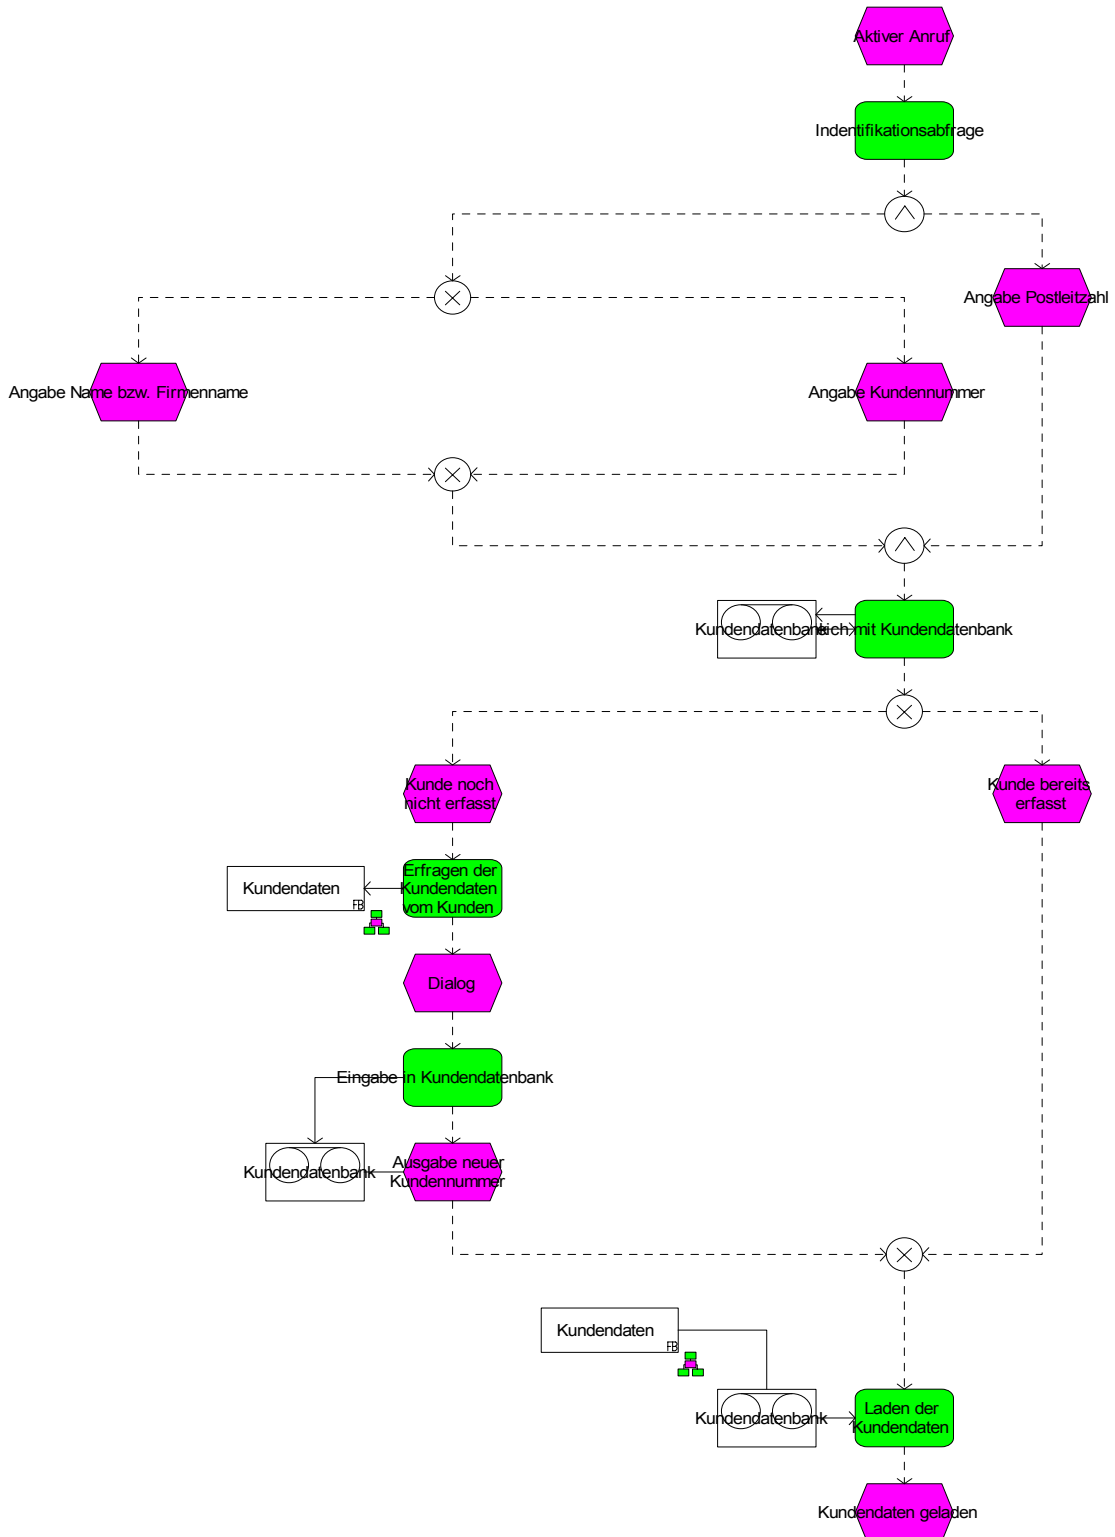 Aktiver Anruf
Indentifikationsabfrage
Angabe Postleitzahl
Angabe Name bzw. Firmenname
Angabe Kundennummer
Kundendatenbank
mit Kundendatenbank
Kunde noch
nicht erfasst
Kunde bereits
erfasst
Erfragen der
Kundendaten
vom Kunden
Kundendaten
FB
Dialog
Eingabe in Kundendatenbank
Kundendatenbank
Ausgabe neuer
Kundennummer
Kundendaten
FB
Kundendatenbank
Laden der
Kundendaten
Kundendaten geladen